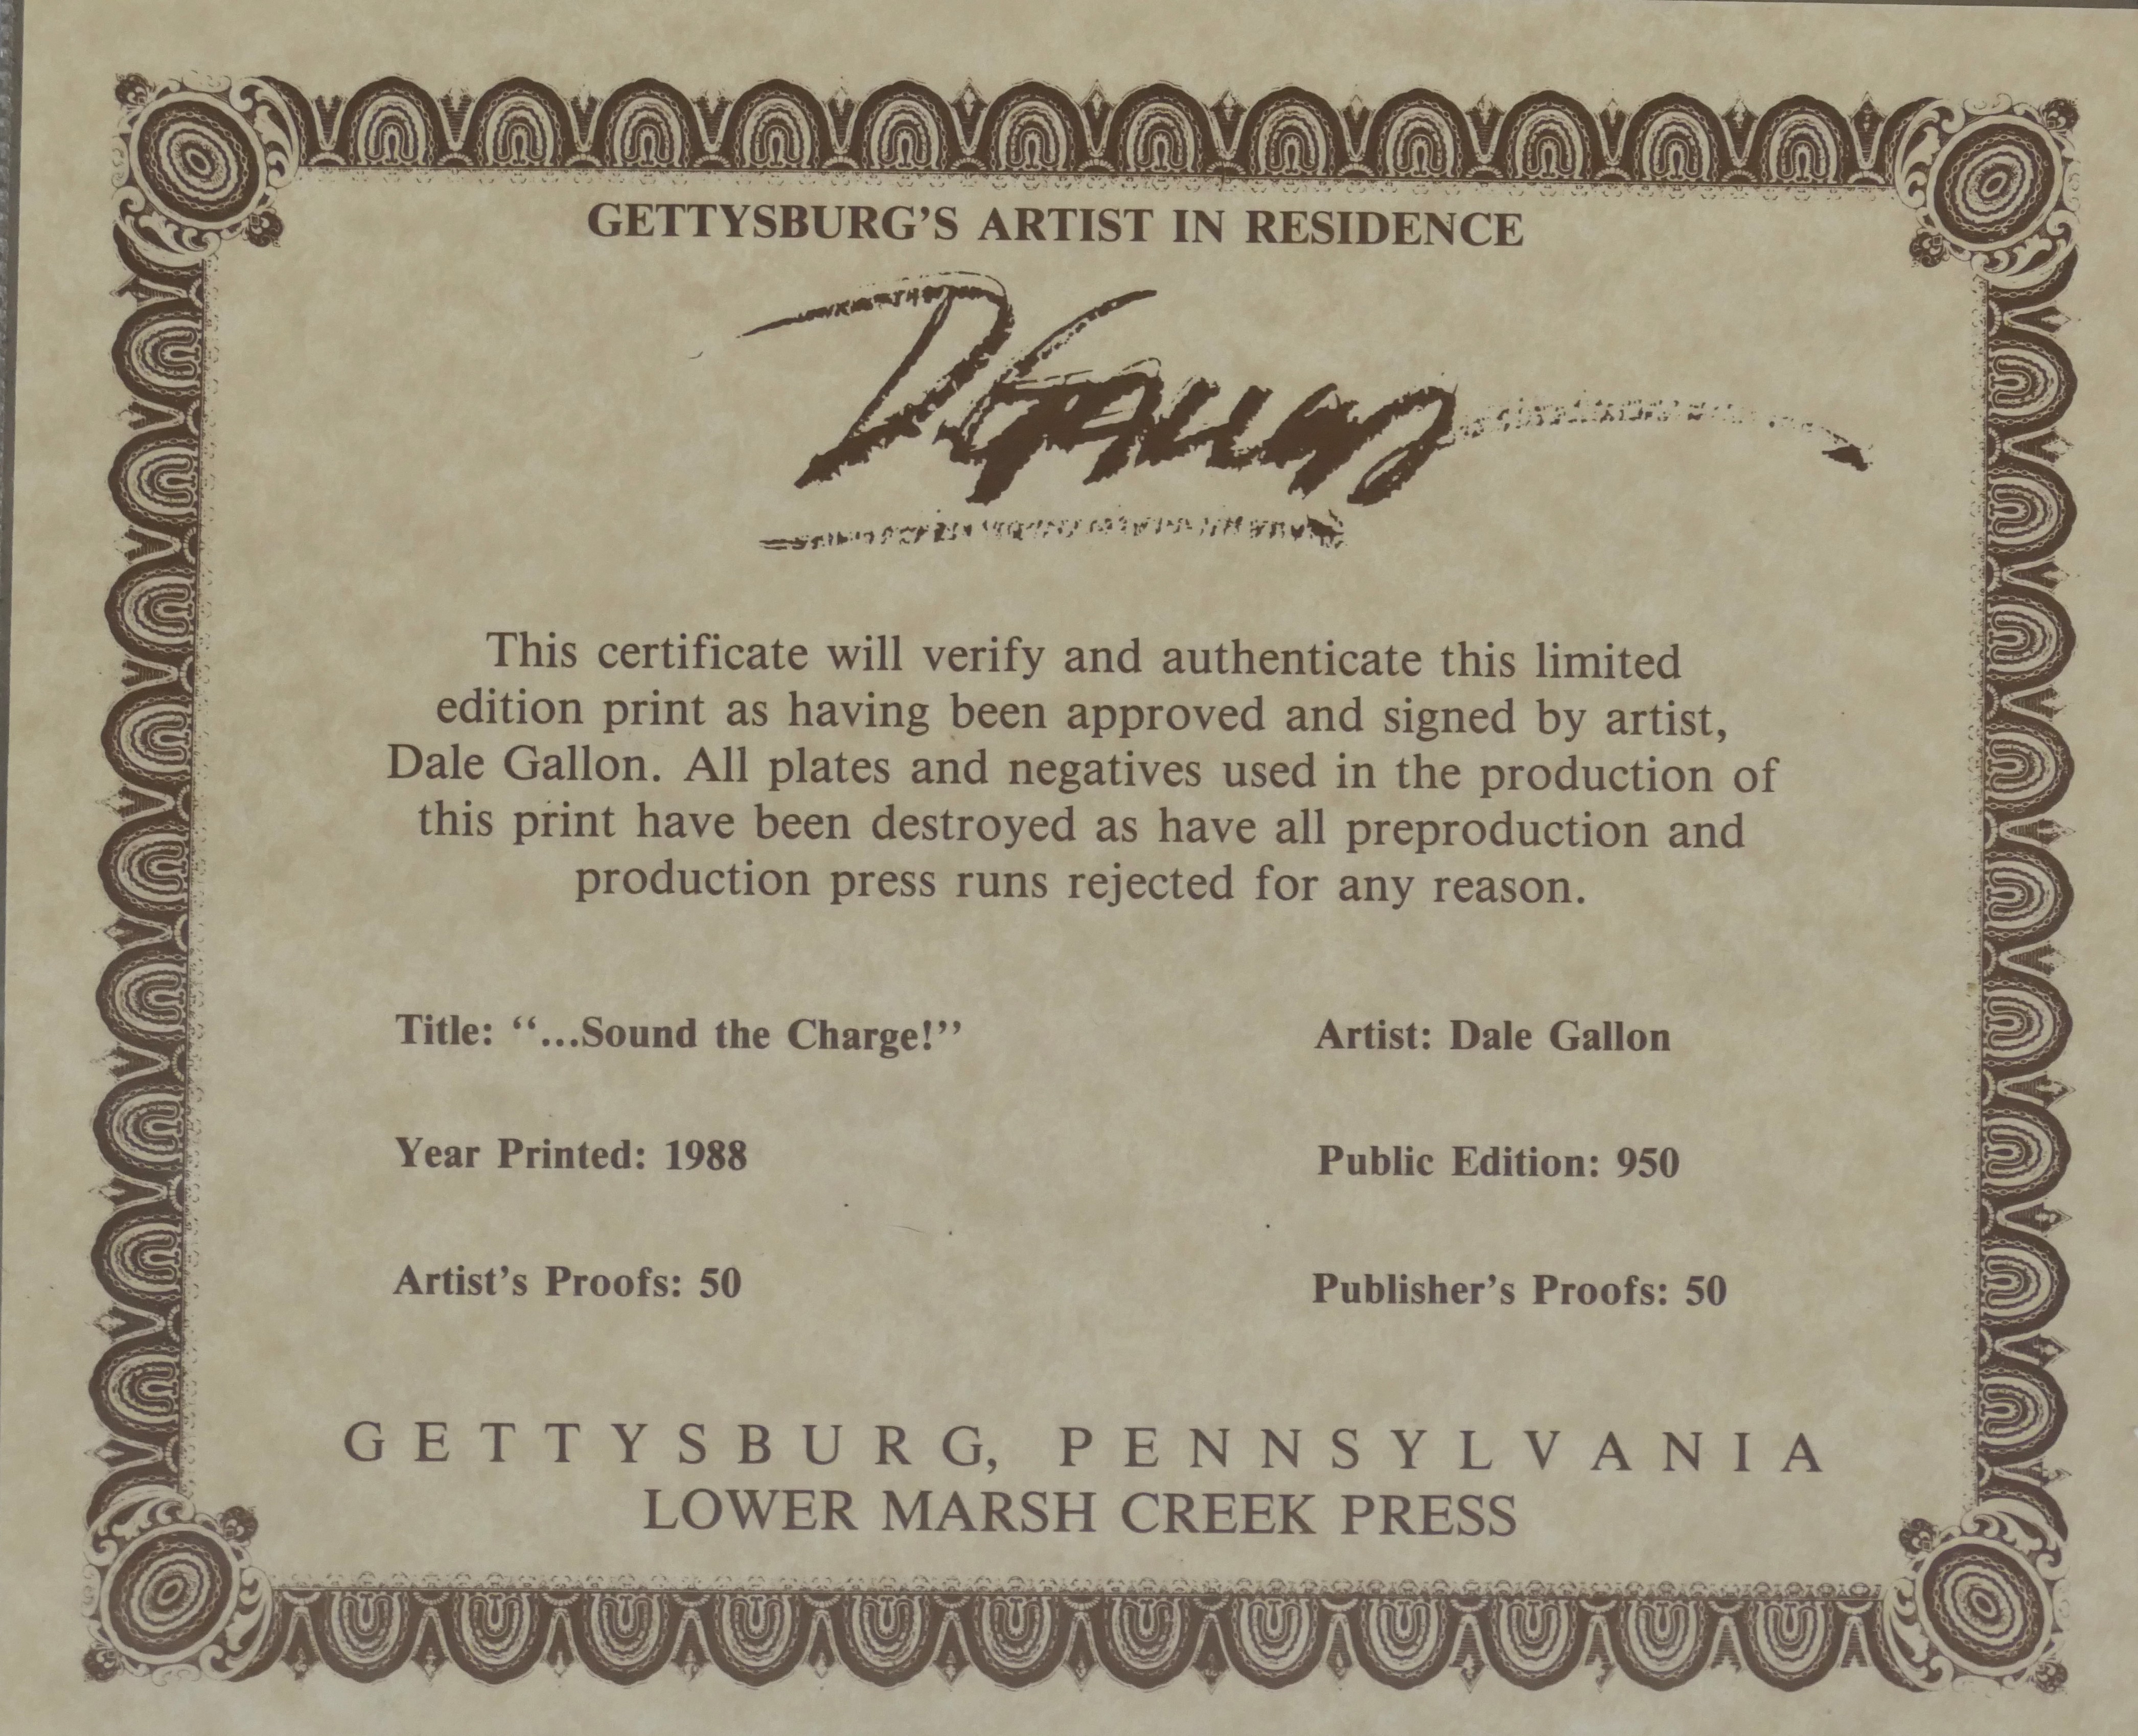 GETTYSBURG’S ARTIST IN RESIDENCE
This certificate will verify and authenticate this limited
edition print as having been approved and signed by artist,
Dale Gallon. All plates and negatives used in the production of
this print have been destroyed as have all preproduction and
production press runs rejected for any reason.
Title: “...Sound the Charge!” Artist: Dale Gallon
Year Printed: 1988 Public Edition: 950
Artist’s Proofs: 50 Publisher’s Proofs: 50
GETTYSBURG, PENNSYLVANIA
LOWER MARSH CREEK PRESS